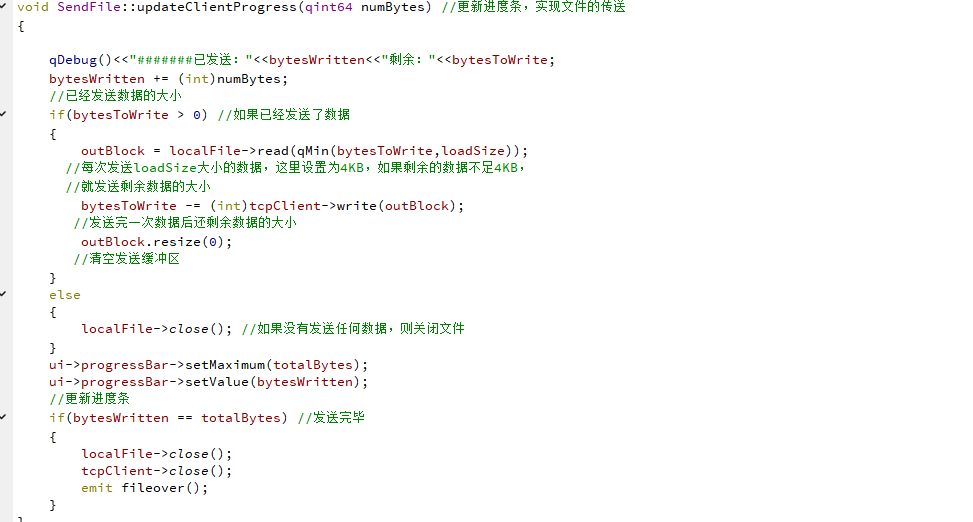 void SendFile::updateClientProgress(qint64 numBytes) //更新进度条，实现文件的传送
{
qDebug()<<"#######已发送："<<bytesWritten<<"剩余："<<bytesToWrite;
bytesWritten += (int)numBytes;
//已经发送数据的大小
if(bytesToWrite > 0) //如果已经发送了数据
{
outBlock = localFile->read(qMin(bytesToWrite,loadSize));
//每次发送loadSize大小的数据，这里设置为4KB，如果剩余的数据不足4KB，
//就发送剩余数据的大小
bytesToWrite -= (int)tcpClient->write(outBlock);
//发送完一次数据后还剩余数据的大小
outBlock.resize(0);
//清空发送缓冲区
}
else
{
localFile->close(); //如果没有发送任何数据，则关闭文件
}
ui->progressBar->setMaximum(totalBytes);
ui->progressBar->setValue(bytesWritten);
//更新进度条
if(bytesWritten == totalBytes) //发送完毕
{
localFile->close();
tcpClient->close();
emit fileover();
}
}